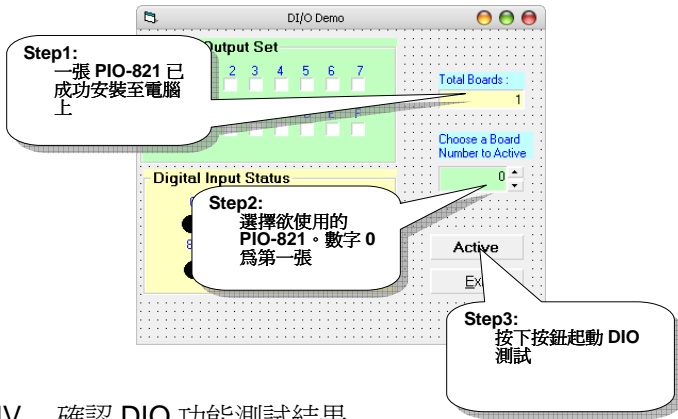 DI/O Demo
Output Set
2 3 4 5 6 7
Step1:
一張 PIO-821 已
成功安裝至電腦
上
Total Boards :
1
Choose a Board
Number to Active
0
Digital Input Status
Step2:
選擇欲使用的
PIO-821。數字 0
為第一張
8
Active
Step3:
按下按鈕起動 DIO
測試
IV. 確認 DIO 功能測試結果